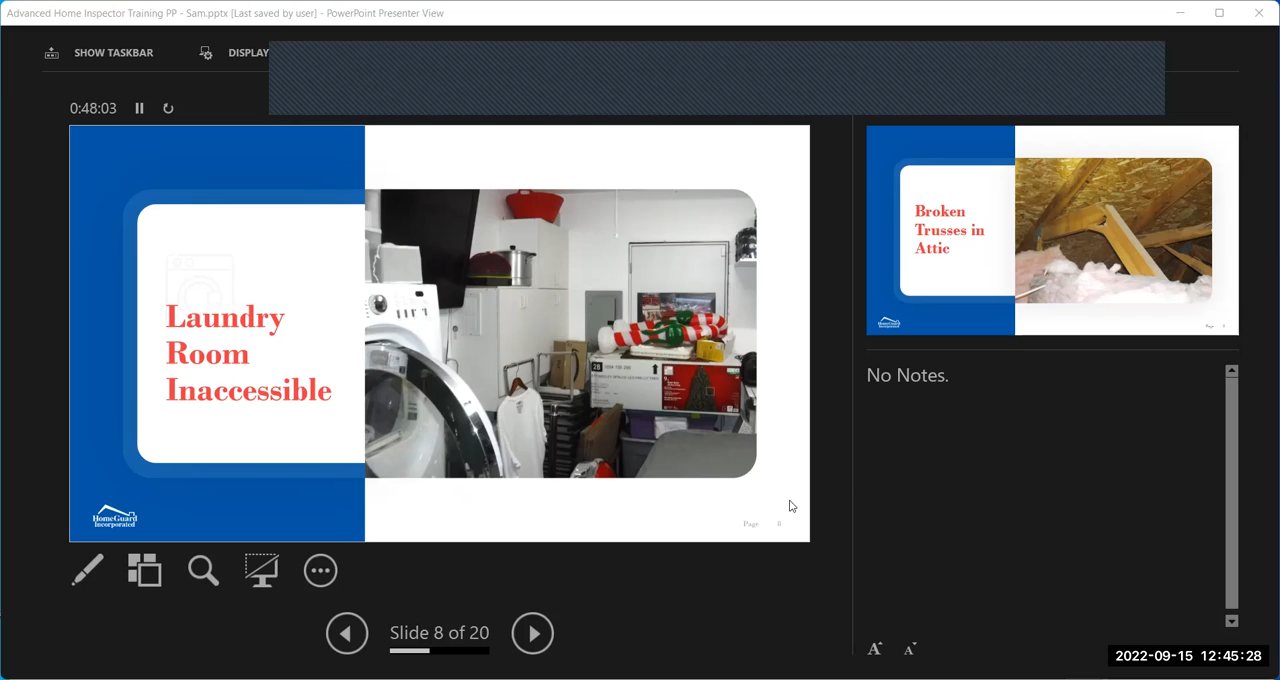 Advanced Home Inspector Training PP - Sam.pptx [Last saved by user] - PowerPoint Presenter View
SHOW TASKBAR
DISPLAY
0:48:03
Laundry
Room
Inaccessible
HomeGuard
Incorporated
Page 8
Broken
Trusses in
Attic
No Notes.
Slide 8 of 20
2022-09-15 12:45:28